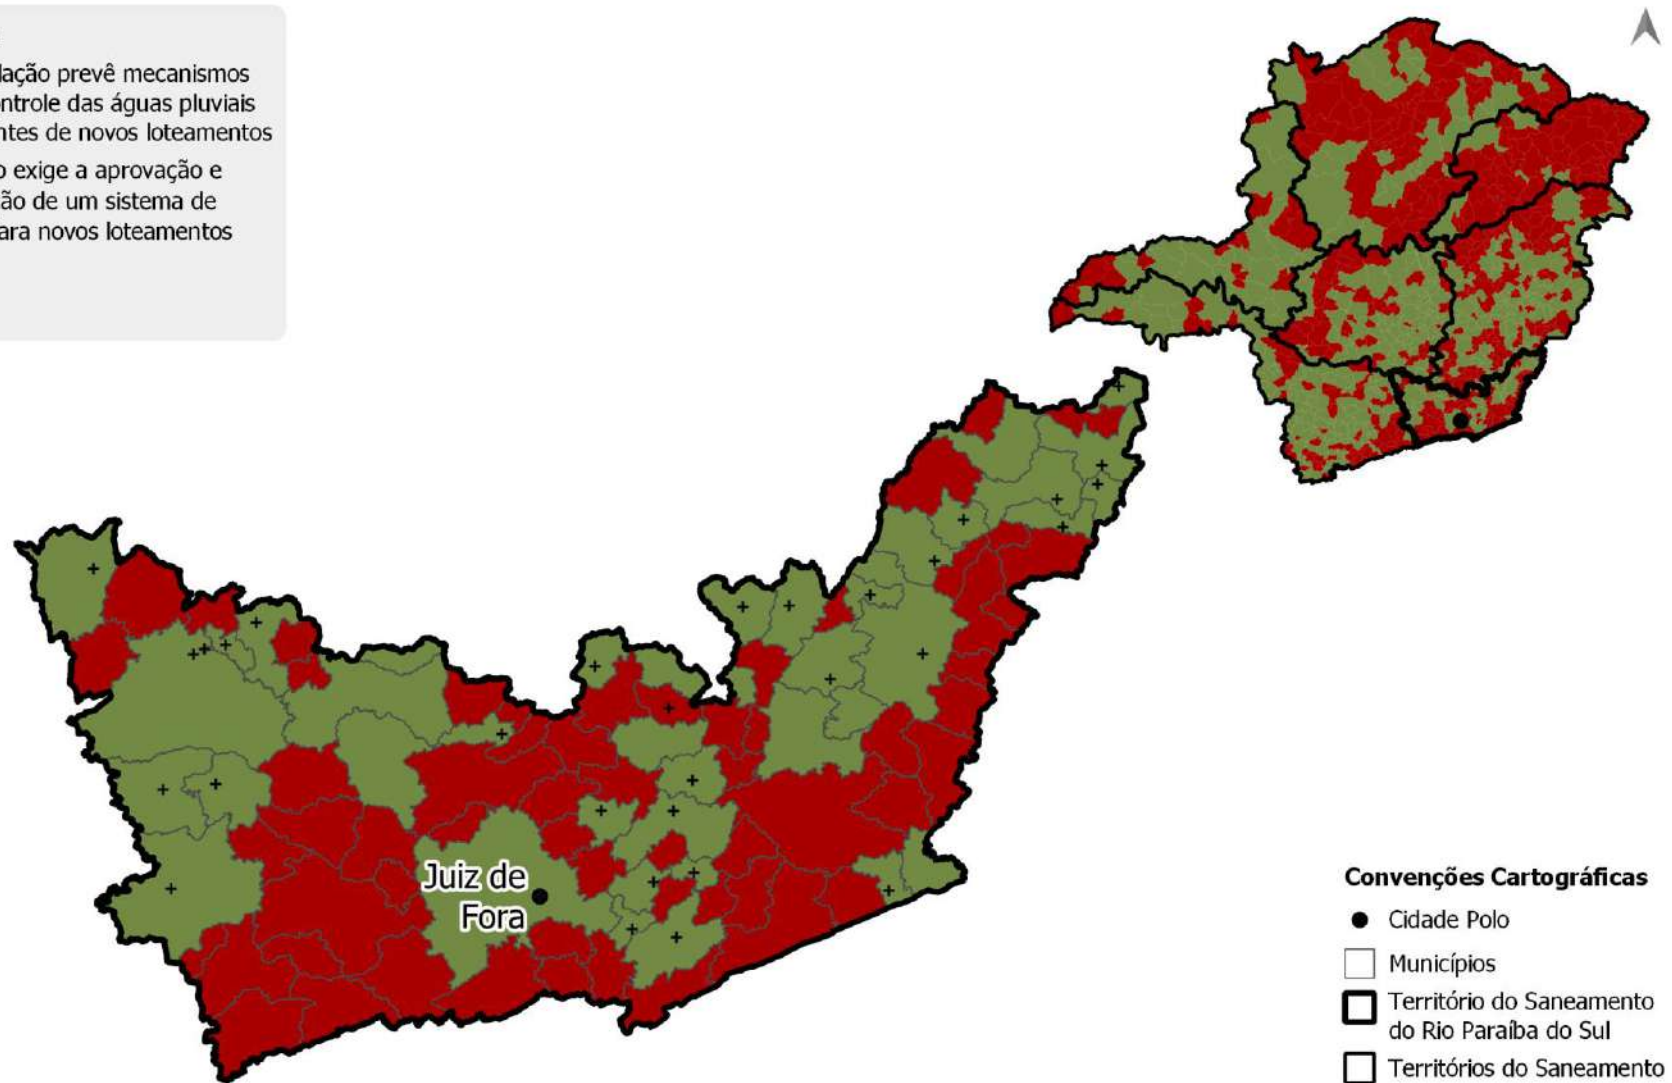 lação prevê mecanismos
ntrole das águas pluviais
ntes de novos loteamentos
o exige a aprovação e
ção de um sistema de
ara novos loteamentos
Juiz de
Fora
Convenções Cartográficas
Cidade Polo
Municípios
Território do Saneamento
do Rio Paraíba do Sul
Territórios do Saneamento